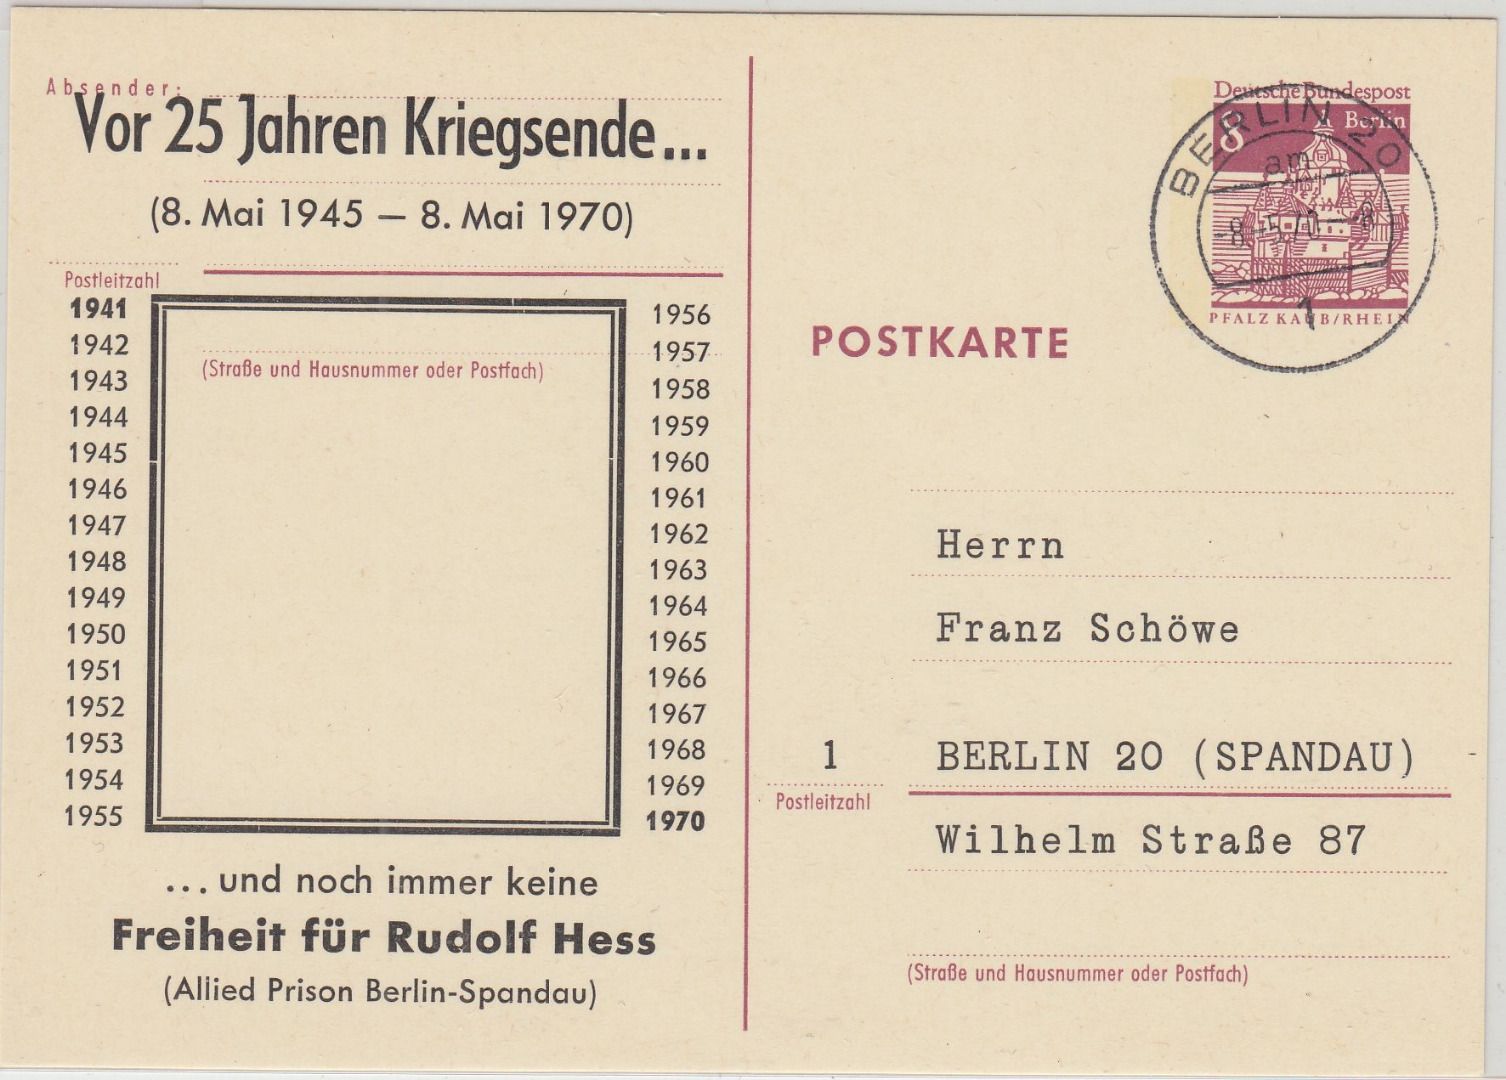 Absender:
Vor 25 Jahren Kriegsende...
(8. Mai 1945 – 8. Mai 1970)
Postleitzahl
1941
1942
1943
1944
1945
1946
1947
1948
1949
1950
1951
1952
1953
1954
1955
(Straße und Hausnummer oder Postfach)
1956
1957
1958
1959
1960
1961
1962
1963
1964
1965
1966
1967
1968
1969
1970
...und noch immer keine
Freiheit für Rudolf Hess
(Allied Prison Berlin-Spandau)
Deutsche Bundespost
8 Berlin
PFALZ KAUB/RHEIN
BERLIN 20
am
-8.-5.70.--8
1
POSTKARTE
Herrn
Franz Schöwe
1 BERLIN 20 (SPANDAU)
Postleitzahl
Wilhelm Straße 87
(Straße und Hausnummer oder Postfach)